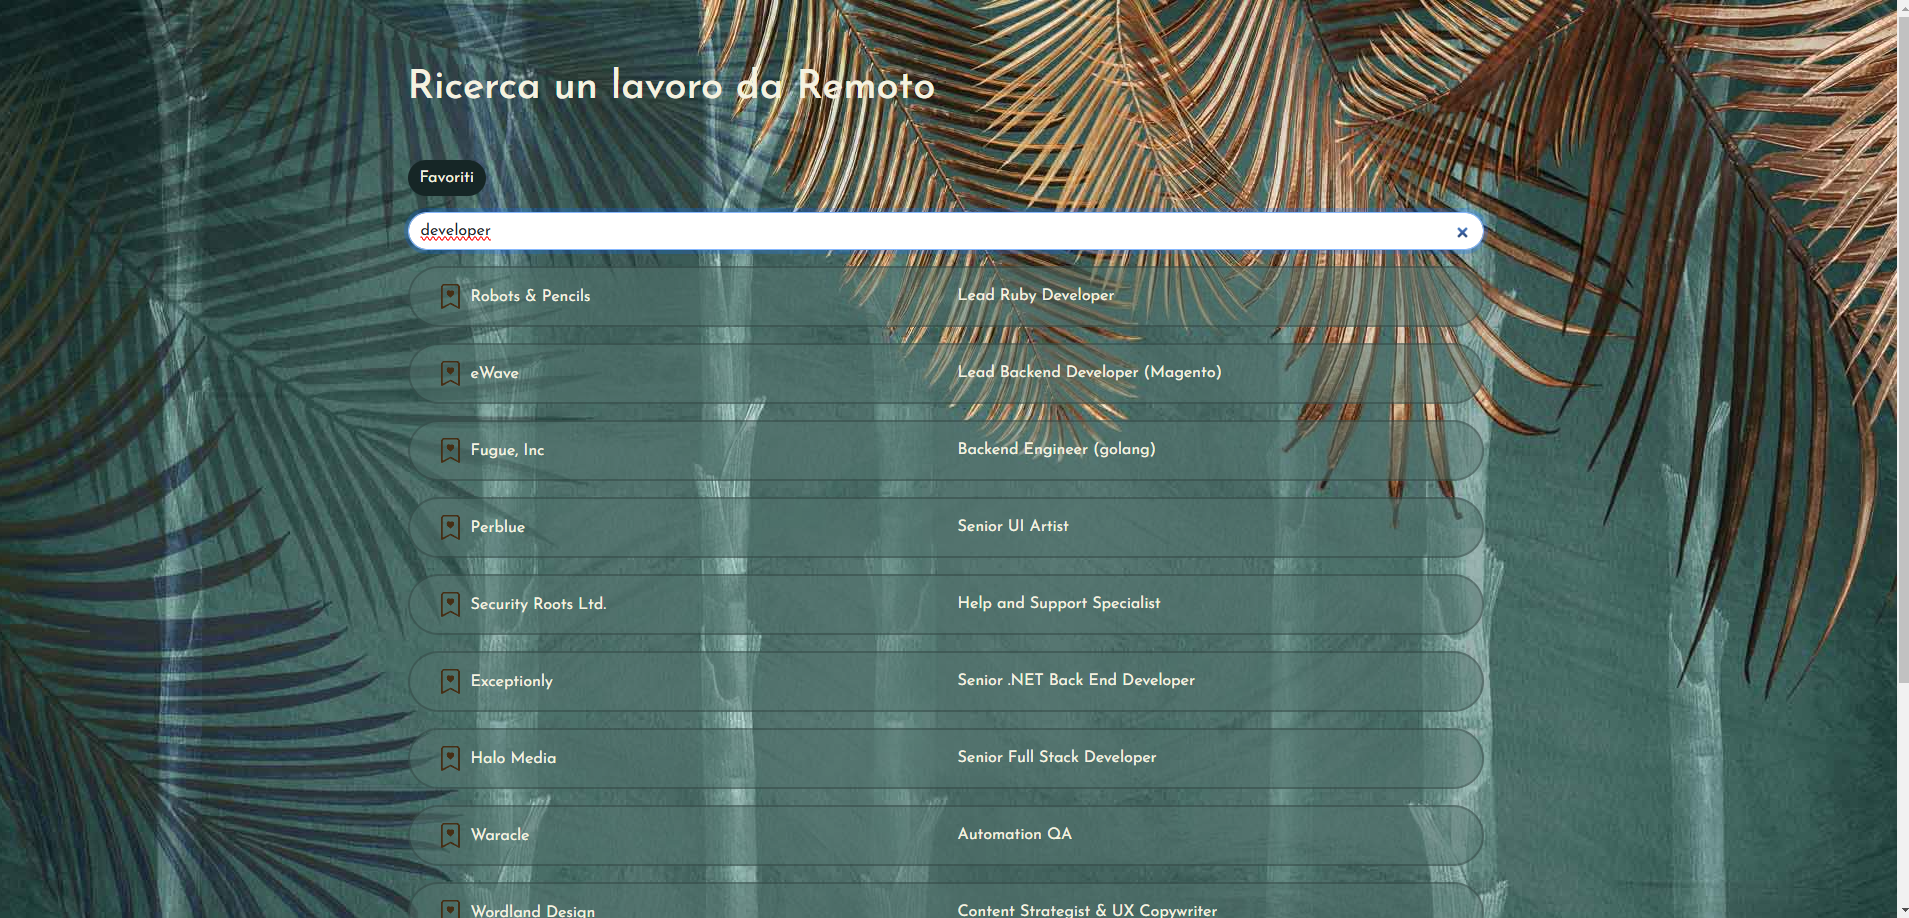 Ricerca un lavoro da Remoto
Favoriti
developer
Robots & Pencils Lead Ruby Developer
eWave Lead Backend Developer (Magento)
Fugue, Inc Backend Engineer (golang)
Perblue Senior UI Artist
Security Roots Ltd. Help and Support Specialist
Exceptionly Senior .NET Back End Developer
Halo Media Senior Full Stack Developer
Waracle Automation QA
Wordland Design Content Strategist & UX Copywriter